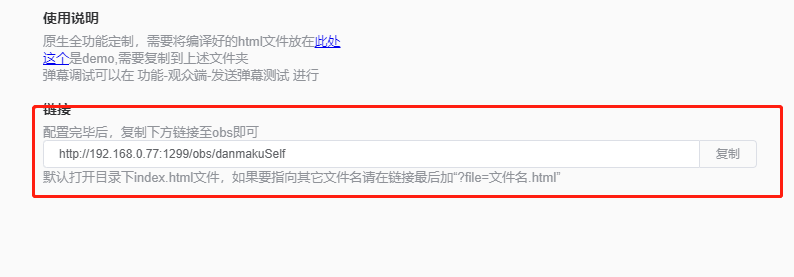 使用说明
原生全功能定制，需要将编译好的html文件放在此处
这个是demo,需要复制到上述文件夹
弹幕调试可以在 功能-观众端-发送弹幕测试 进行
链接
配置完毕后，复制下方链接至obs即可
http://192.168.0.77:1299/obs/danmakuSelf 复制
默认打开目录下index.html文件，如果要指向其它文件名请在链接最后加“?file=文件名.html”